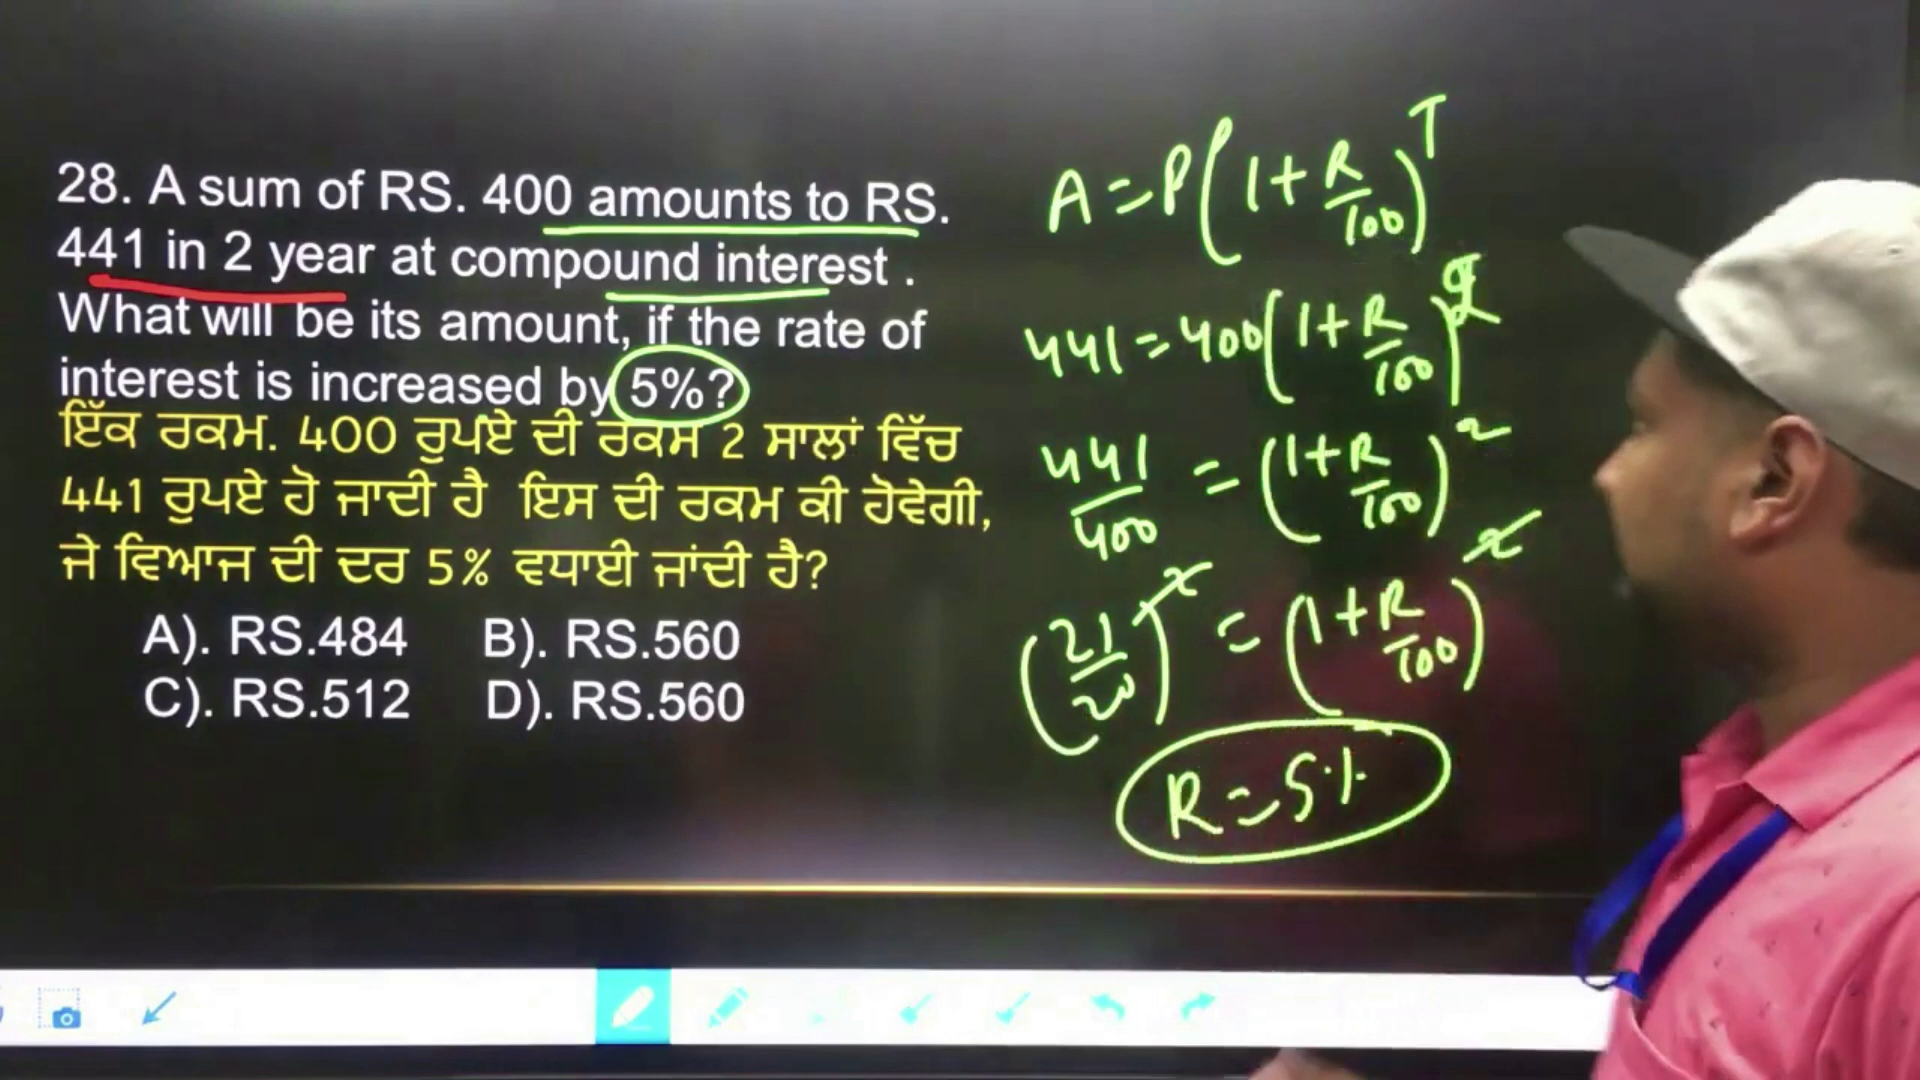 28. A sum of RS. 400 amounts to RS.
441 in 2 year at compound interest .
What will be its amount, if the rate of
interest is increased by 5%?
ਇੱਕ ਰਕਮ. 400 ਰੁਪਏ ਦੀ ਰਕਮ 2 ਸਾਲਾਂ ਵਿੱਚ
441 ਰੁਪਏ ਹੋ ਜਾਦੀ ਹੈ ਇਸ ਦੀ ਰਕਮ ਕੀ ਹੋਵੇਗੀ,
ਜੇ ਵਿਆਜ ਦੀ ਦਰ 5% ਵਧਾਈ ਜਾਂਦੀ ਹੈ?
A). RS.484 B). RS.560
C). RS.512 D). RS.560
A=P(1+R/100)^T
441=400(1+R/100)^2
441/400 = (1+R/100)^2
(21/20)^2 = (1+R/100)^2
R=5%